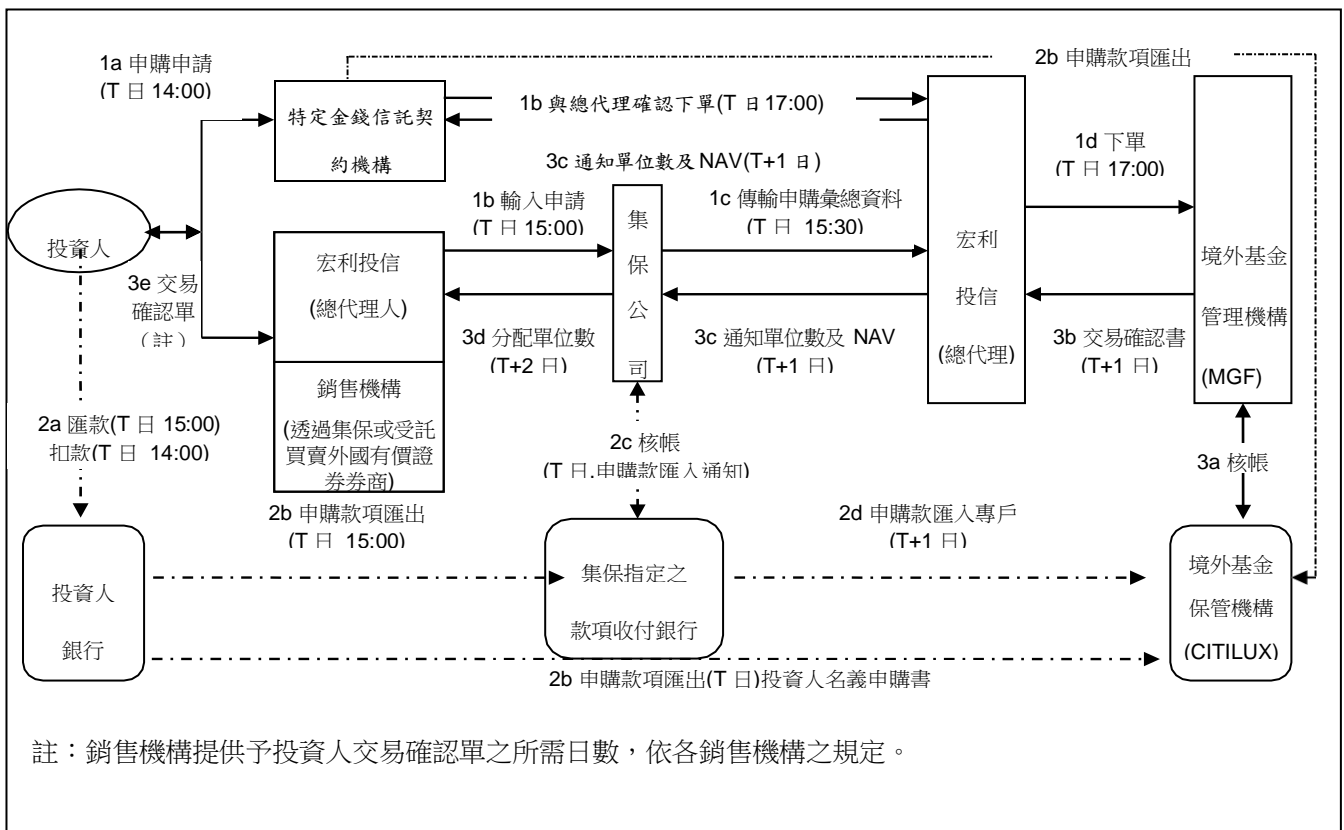 2b 申購款項匯出
1a 申購申請
(T 日 14:00)
特定金錢信託契
約機構
1b 與總代理確認下單(T 日 17:00)
3c 通知單位數及 NAV(T+1 日)
1d 下單
(T 日 17:00)
投資人
3e 交易
確認單
（註）
宏利投信
(總代理人)
銷售機構
(透過集保或受託
買賣外國有價證
券券商)
1b 輸入申請
(T 日 15:00)
3d 分配單位數
(T+2 日)
集
保
公
司
1c 傳輸申購彙總資料
(T 日 15:30)
3c 通知單位數及 NAV
(T+1 日)
宏利
投信
(總代理)
3b 交易確認書
(T+1 日)
境外基金
管理機構
(MGF)
2a 匯款(T 日 15:00)
扣款(T 日 14:00)
2b 申購款項匯出
(T 日 15:00)
2c 核帳
(T 日,申購款匯入通知)
2d 申購款匯入專戶
(T+1 日)
3a 核帳
投資人
銀行
集保指定之
款項收付銀行
境外基金
保管機構
(CITILUX)
2b 申購款項匯出(T 日)投資人名義申購書
註：銷售機構提供予投資人交易確認單之所需日數，依各銷售機構之規定。